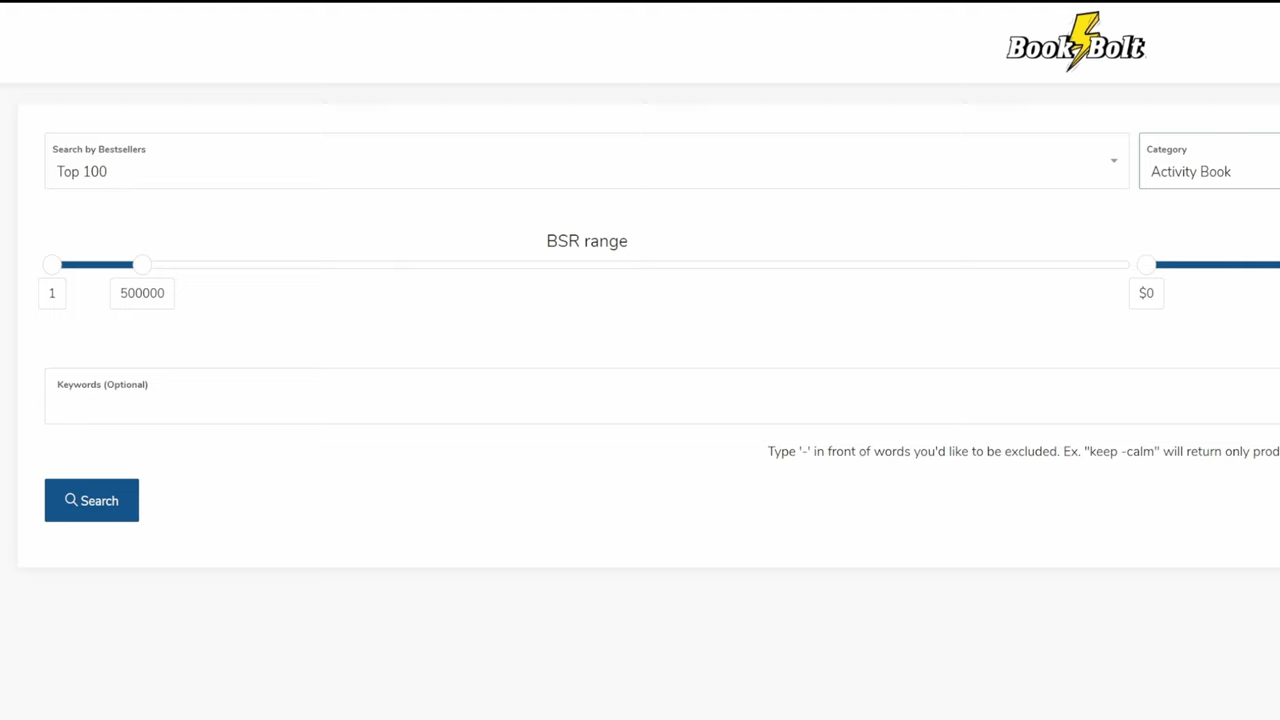 Book Bolt
Search by Bestsellers
Top 100
Category
Activity Book
BSR range
1
500000
$0
Keywords (Optional)
Type '-' in front of words you'd like to be excluded. Ex. "keep -calm" will return only prod
Search